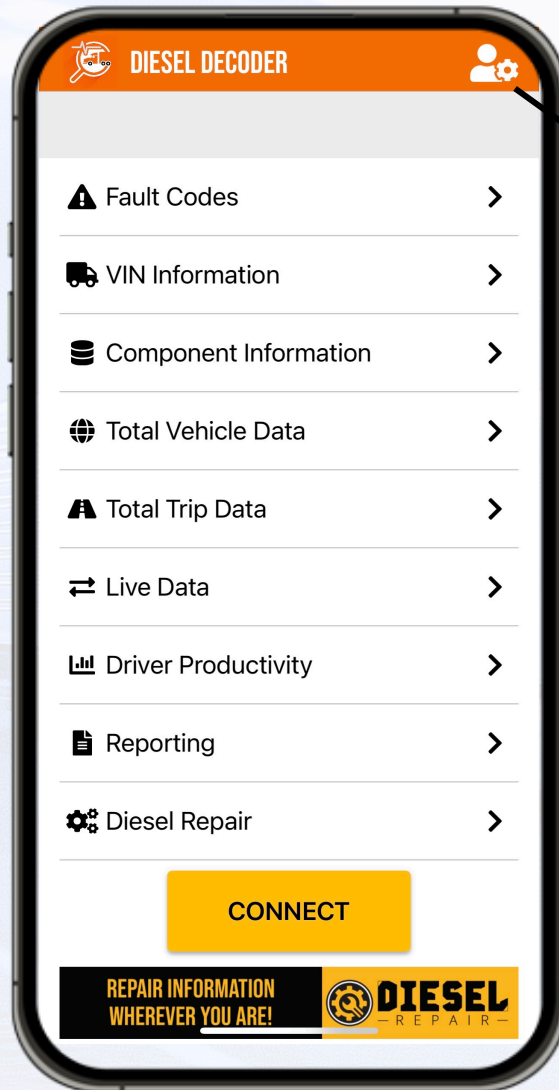 DIESEL DECODER
Fault Codes
VIN Information
Component Information
Total Vehicle Data
Total Trip Data
Live Data
Driver Productivity
Reporting
Diesel Repair
CONNECT
REPAIR INFORMATION
WHEREVER YOU ARE!
DIESEL
REPAIR